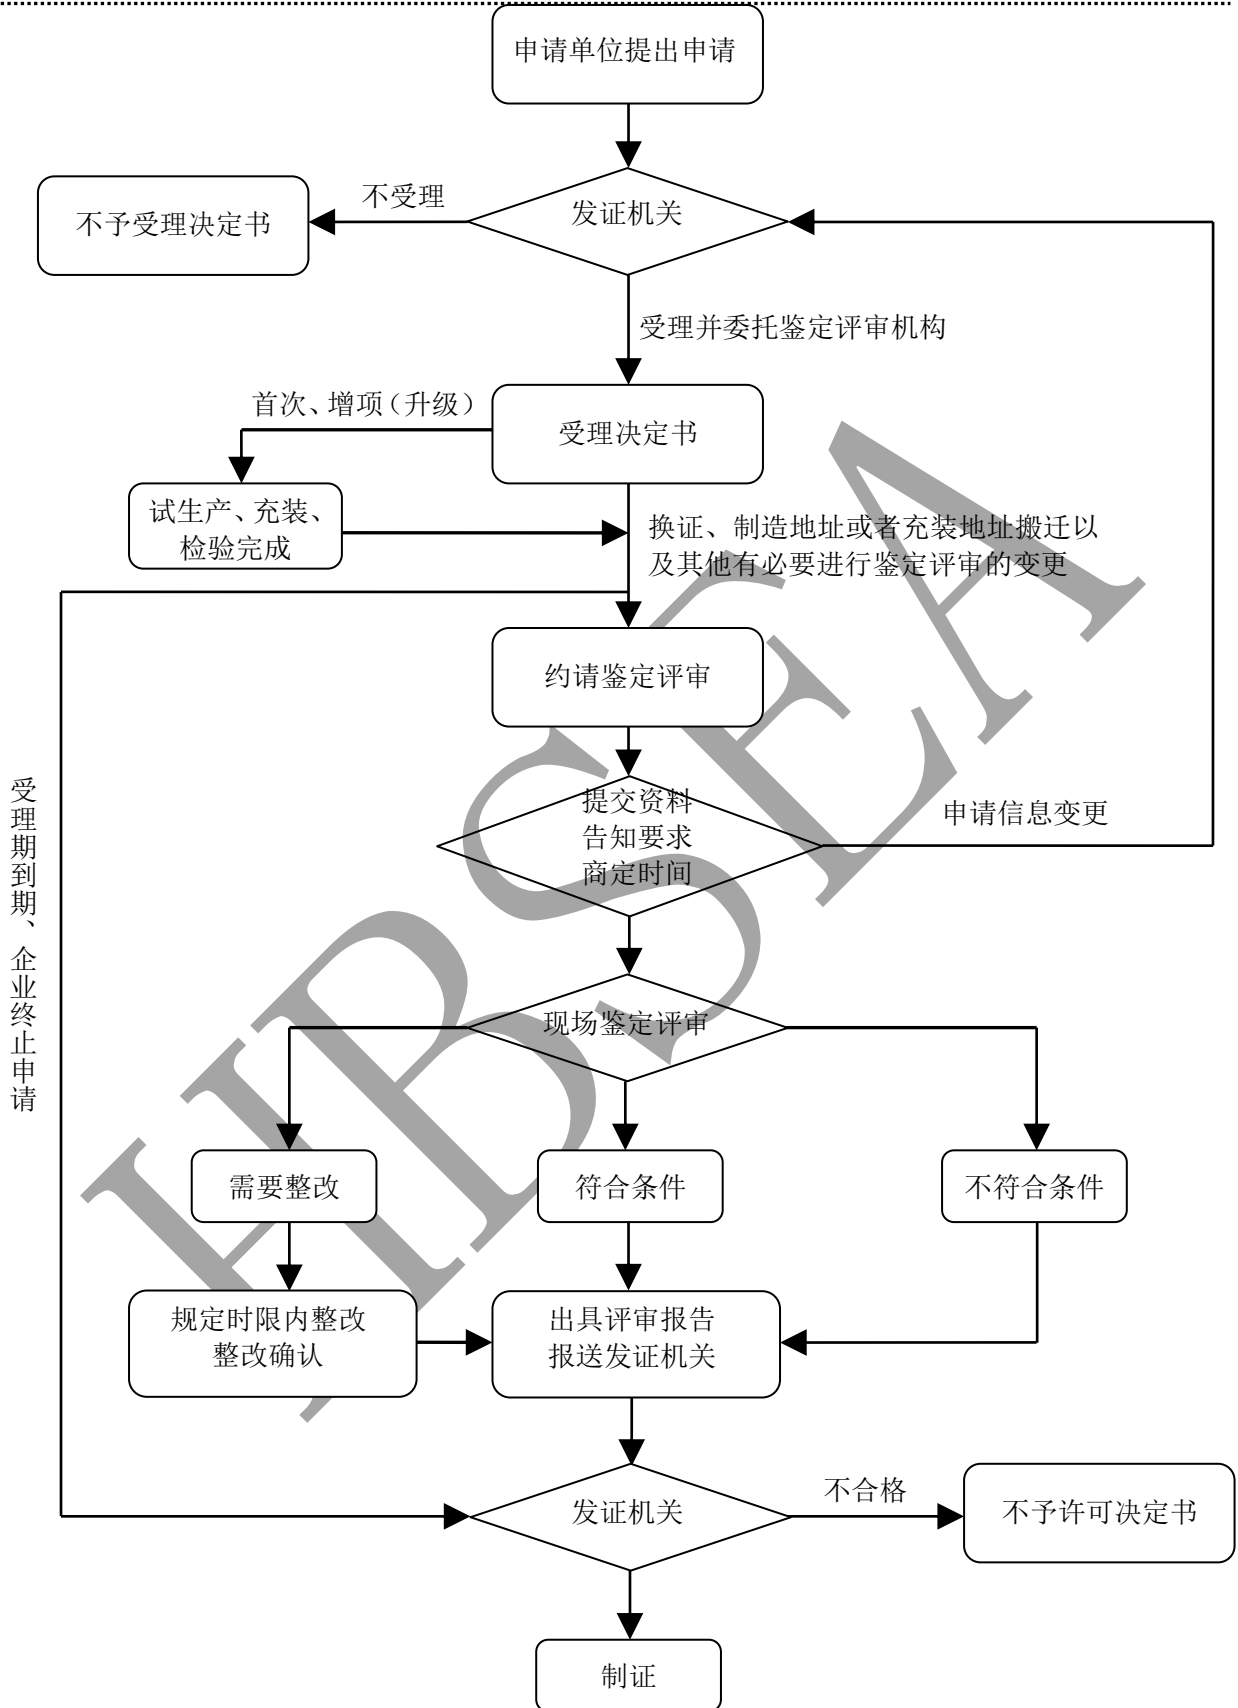 申请单位提出申请
不受理
发证机关
不予受理决定书
受理并委托鉴定评审机构
首次、增项（升级）
受理决定书
试生产、充装、
检验完成
换证、制造地址或者充装地址搬迁以
及其他有必要进行鉴定评审的变更
约请鉴定评审
提交资料
告知要求
商定时间
申请信息变更
受理期到期、企业终止申请
现场鉴定评审
需要整改
符合条件
不符合条件
规定时限内整改
整改确认
出具评审报告
报送发证机关
发证机关
不合格
不予许可决定书
制证
HBSEA